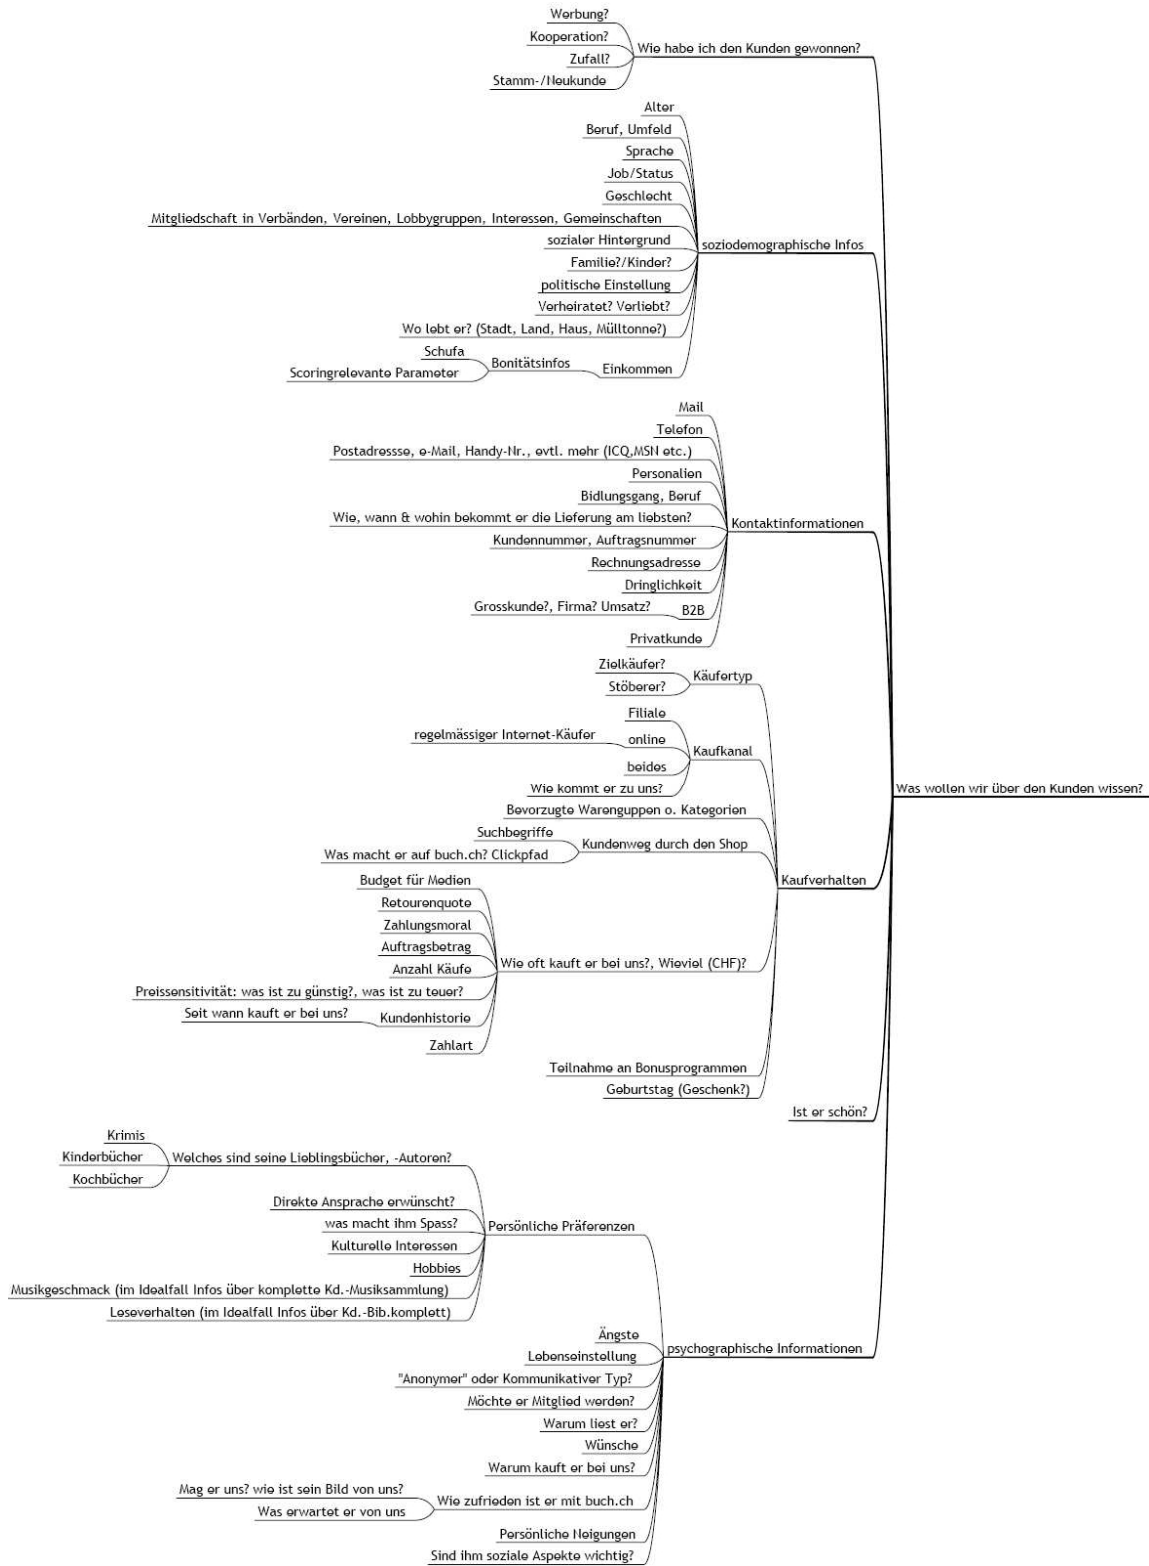 Werbung?
Kooperation?
Zufall?
Stamm-/Neukunde
Wie habe ich den Kunden gewonnen?
Alter
Beruf, Umfeld
Sprache
Job/Status
Geschlecht
Mitgliedschaft in Verbänden, Vereinen, Lobbygruppen, Interessen, Gemeinschaften
sozialer Hintergrund
Familie?/Kinder?
politische Einstellung
Verheiratet? Verliebt?
Wo lebt er? (Stadt, Land, Haus, Mülltonne?)
Schufa
Scoringrelevante Parameter
Bonitätsinfos
Einkommen
soziodemographische Infos
Mail
Telefon
Postadressse, e-Mail, Handy-Nr., evtl. mehr (ICQ,MSN etc.)
Personalien
Bidlungsgang, Beruf
Wie, wann & wohin bekommt er die Lieferung am liebsten?
Kundennummer, Auftragsnummer
Rechnungsadresse
Dringlichkeit
Grosskunde?, Firma? Umsatz?
B2B
Privatkunde
Kontaktinformationen
Zielkäufer?
Stöberer?
Käufertyp
Filiale
regelmässiger Internet-Käufer
online
beides
Wie kommt er zu uns?
Kaufkanal
Bevorzugte Warenguppen o. Kategorien
Suchbegriffe
Was macht er auf buch.ch? Clickpfad
Kundenweg durch den Shop
Budget für Medien
Retourenquote
Zahlungsmoral
Auftragsbetrag
Anzahl Käufe
Preissensitivität: was ist zu günstig?, was ist zu teuer?
Seit wann kauft er bei uns?
Kundenhistorie
Zahlart
Wie oft kauft er bei uns?, Wieviel (CHF)?
Teilnahme an Bonusprogrammen
Geburtstag (Geschenk?)
Kaufverhalten
Was wollen wir über den Kunden wissen?
Ist er schön?
Krimis
Kinderbücher
Kochbücher
Welches sind seine Lieblingsbücher, -Autoren?
Direkte Ansprache erwünscht?
was macht ihm Spass?
Kulturelle Interessen
Hobbies
Musikgeschmack (im Idealfall Infos über komplette Kd.-Musiksammlung)
Leseverhalten (im Idealfall Infos über Kd.-Bib.komplett)
Persönliche Präferenzen
Ängste
Lebenseinstellung
"Anonymer" oder Kommunikativer Typ?
Möchte er Mitglied werden?
Warum liest er?
Wünsche
Warum kauft er bei uns?
Mag er uns? wie ist sein Bild von uns?
Was erwartet er von uns
Wie zufrieden ist er mit buch.ch
Persönliche Neigungen
Sind ihm soziale Aspekte wichtig?
psychographische Informationen